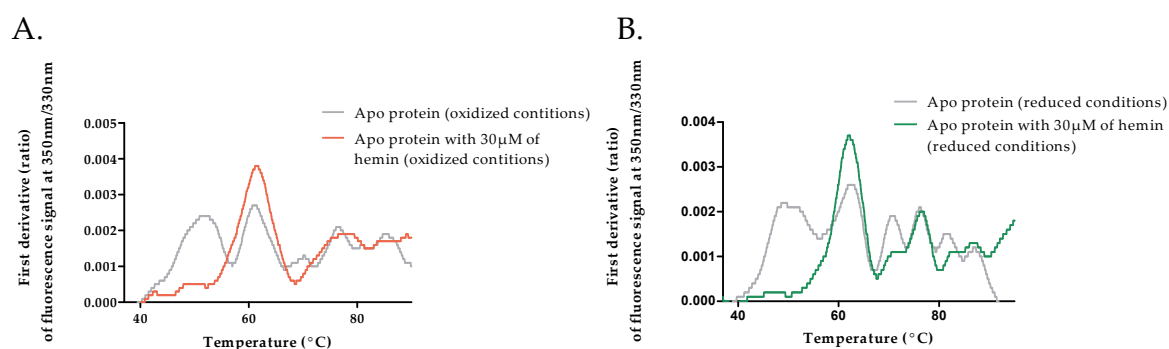 A.
First derivative (ratio)
of fluorescence signal at 350nm/330nm
Apo protein (oxidized contitions)
Apo protein with 30µM of
hemin (oxidized contitions)
0.005
0.004
0.003
0.002
0.001
0.000
40
60
80
Temperature (°C)
B.
First derivative (ratio)
of fluorescence signal at 350nm/330nm
Apo protein (reduced conditions)
Apo protein with 30µM of hemin
(reduced conditions)
0.004
0.003
0.002
0.001
0.000
40
60
80
Temperature (°C)